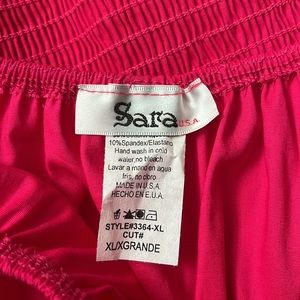 Sara U.S.A.
10%Spandex/Elastano
Hand wash in cold
water,no bleach
Lavar a mano en agua
fris, no cloro
MADE IN U.S.A.
HECHO EN E.U.A.
STYLE#3364-XL
CUT#
XL/XGRANDE